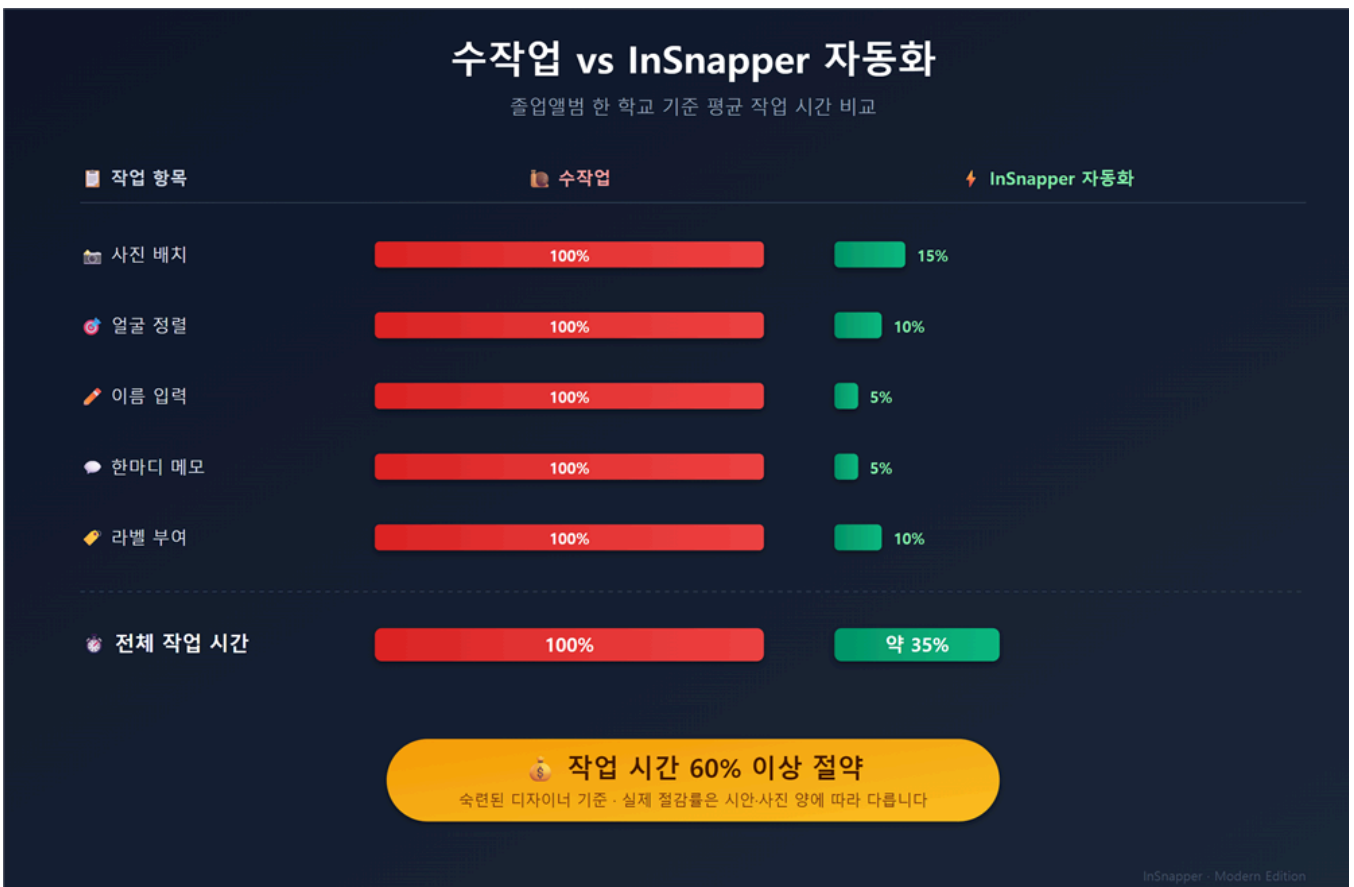 수작업 vs InSnapper 자동화
졸업앨범 한 학교 기준 평균 작업 시간 비교
작업 항목 수작업 InSnapper 자동화
사진 배치 100% 15%
얼굴 정렬 100% 10%
이름 입력 100% 5%
한마디 메모 100% 5%
라벨 부여 100% 10%
전체 작업 시간 100% 약 35%
작업 시간 60% 이상 절약
숙련된 디자이너 기준 · 실제 절감률은 시안·사진 양에 따라 다릅니다
InSnapper · Modern Edition